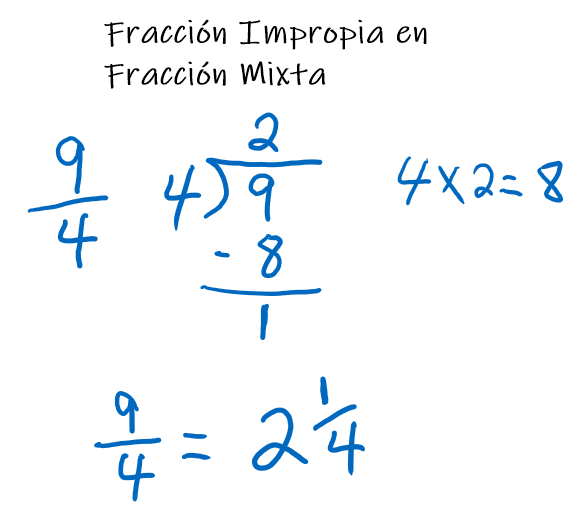 Fracción Impropia en
Fracción Mixta
9/4
2
4)9
4x2=8
- 8
1
9/4 = 2 1/4